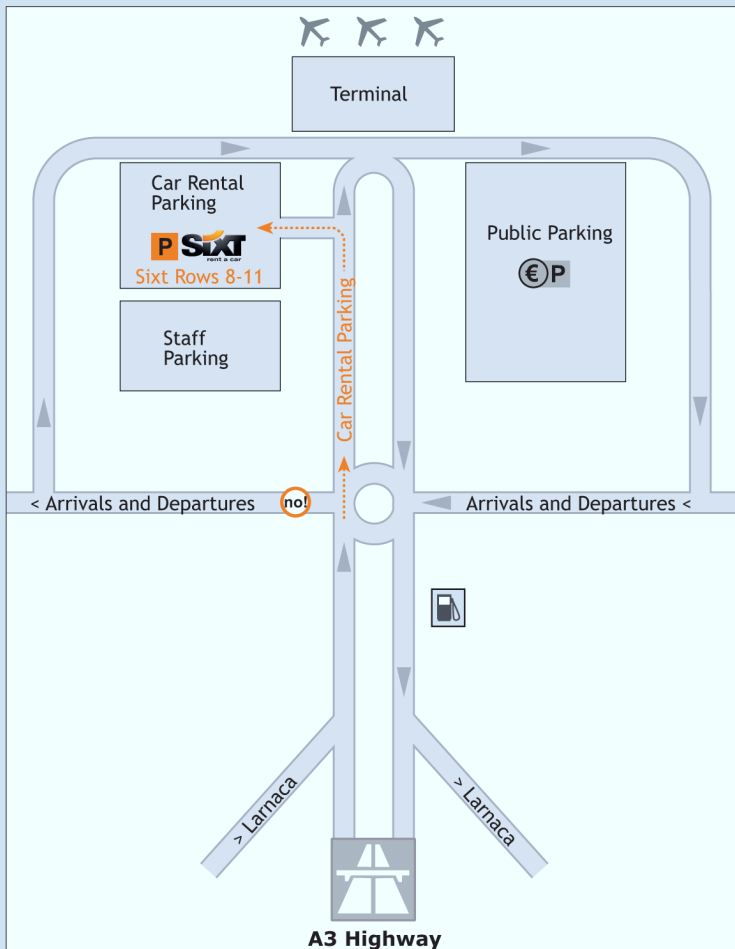 Terminal
Car Rental
Parking
P SIXT
rent a car
Sixt Rows 8-11
Public Parking
€ P
Staff
Parking
Car Rental Parking
< Arrivals and Departures
no!
Arrivals and Departures <
> Larnaca
> Larnaca
A3 Highway